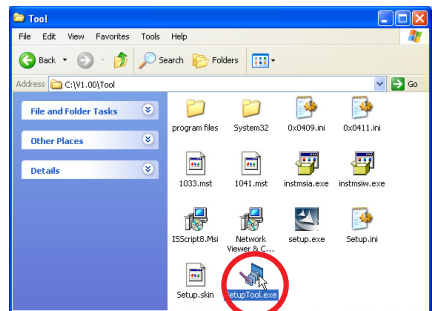 Tool
File Edit View Favorites Tools Help
Back Search Folders
Address C:\V1.00\Tool Go
File and Folder Tasks
Other Places
Details
program files System32 0x0409.ini 0x0411.ini
1033.mst 1041.mst instmsia.exe instmsiw.exe
ISScript8.Msi Network Viewer & C... setup.exe Setup.ini
Setup.skin SetupTool.exe